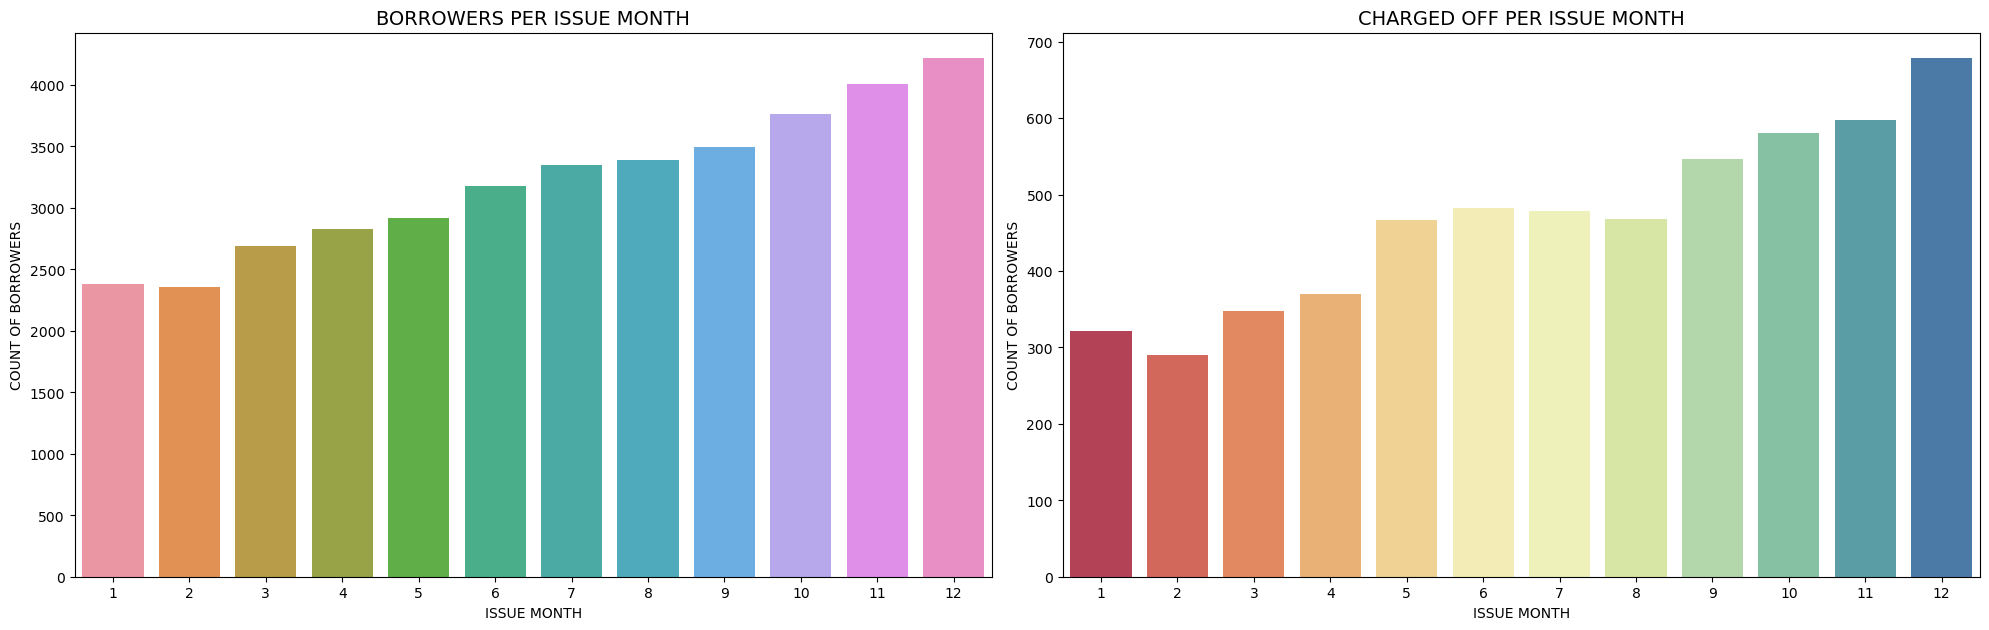 BORROWERS PER ISSUE MONTH
COUNT OF BORROWERS
4000
3500
3000
2500
2000
1500
1000
500
0
1 2 3 4 5 6 7 8 9 10 11 12
ISSUE MONTH
CHARGED OFF PER ISSUE MONTH
COUNT OF BORROWERS
700
600
500
400
300
200
100
0
1 2 3 4 5 6 7 8 9 10 11 12
ISSUE MONTH